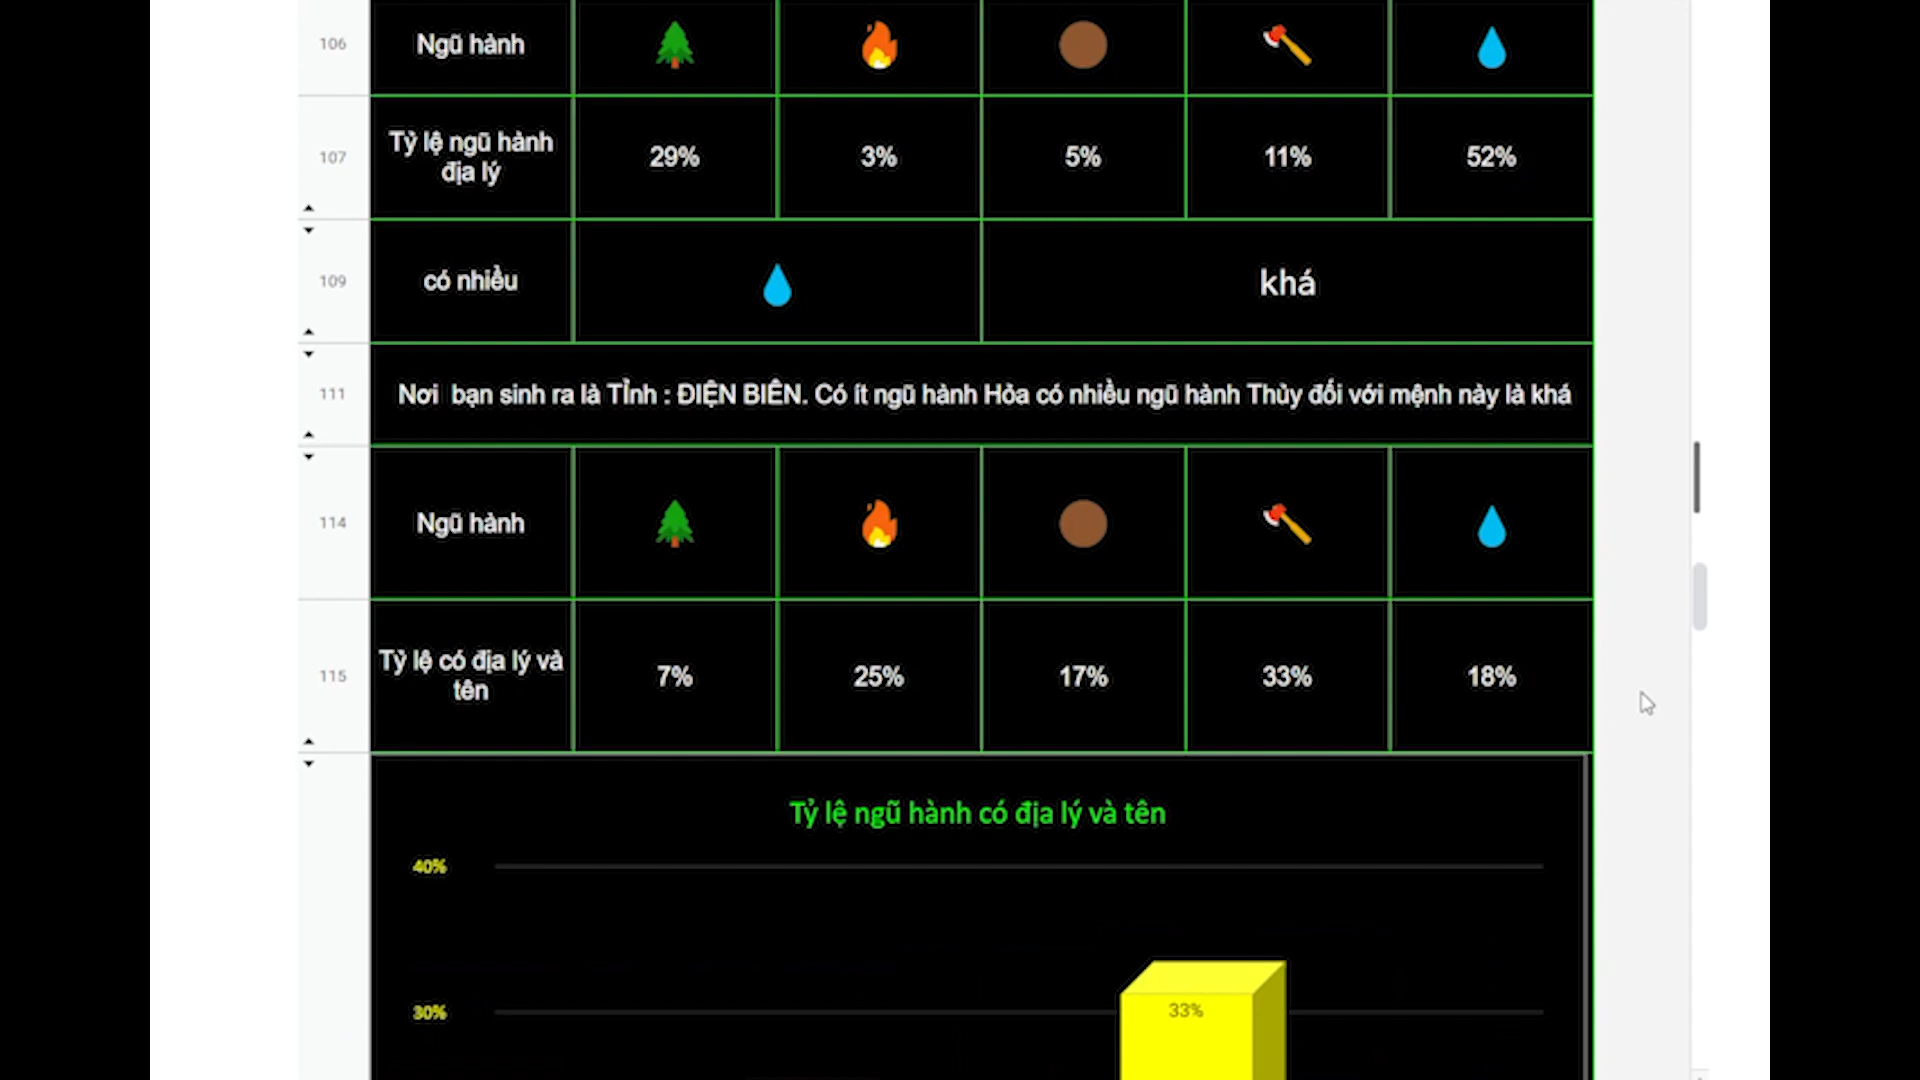 106
Ngũ hành
107
Tỷ lệ ngũ hành
địa lý
29%
3%
5%
11%
52%
109
có nhiều
khá
111
Nơi bạn sinh ra là Tỉnh : ĐIỆN BIÊN. Có ít ngũ hành Hỏa có nhiều ngũ hành Thủy đối với mệnh này là khá
114
Ngũ hành
115
Tỷ lệ có địa lý và
tên
7%
25%
17%
33%
18%
Tỷ lệ ngũ hành có địa lý và tên
40%
30%
33%